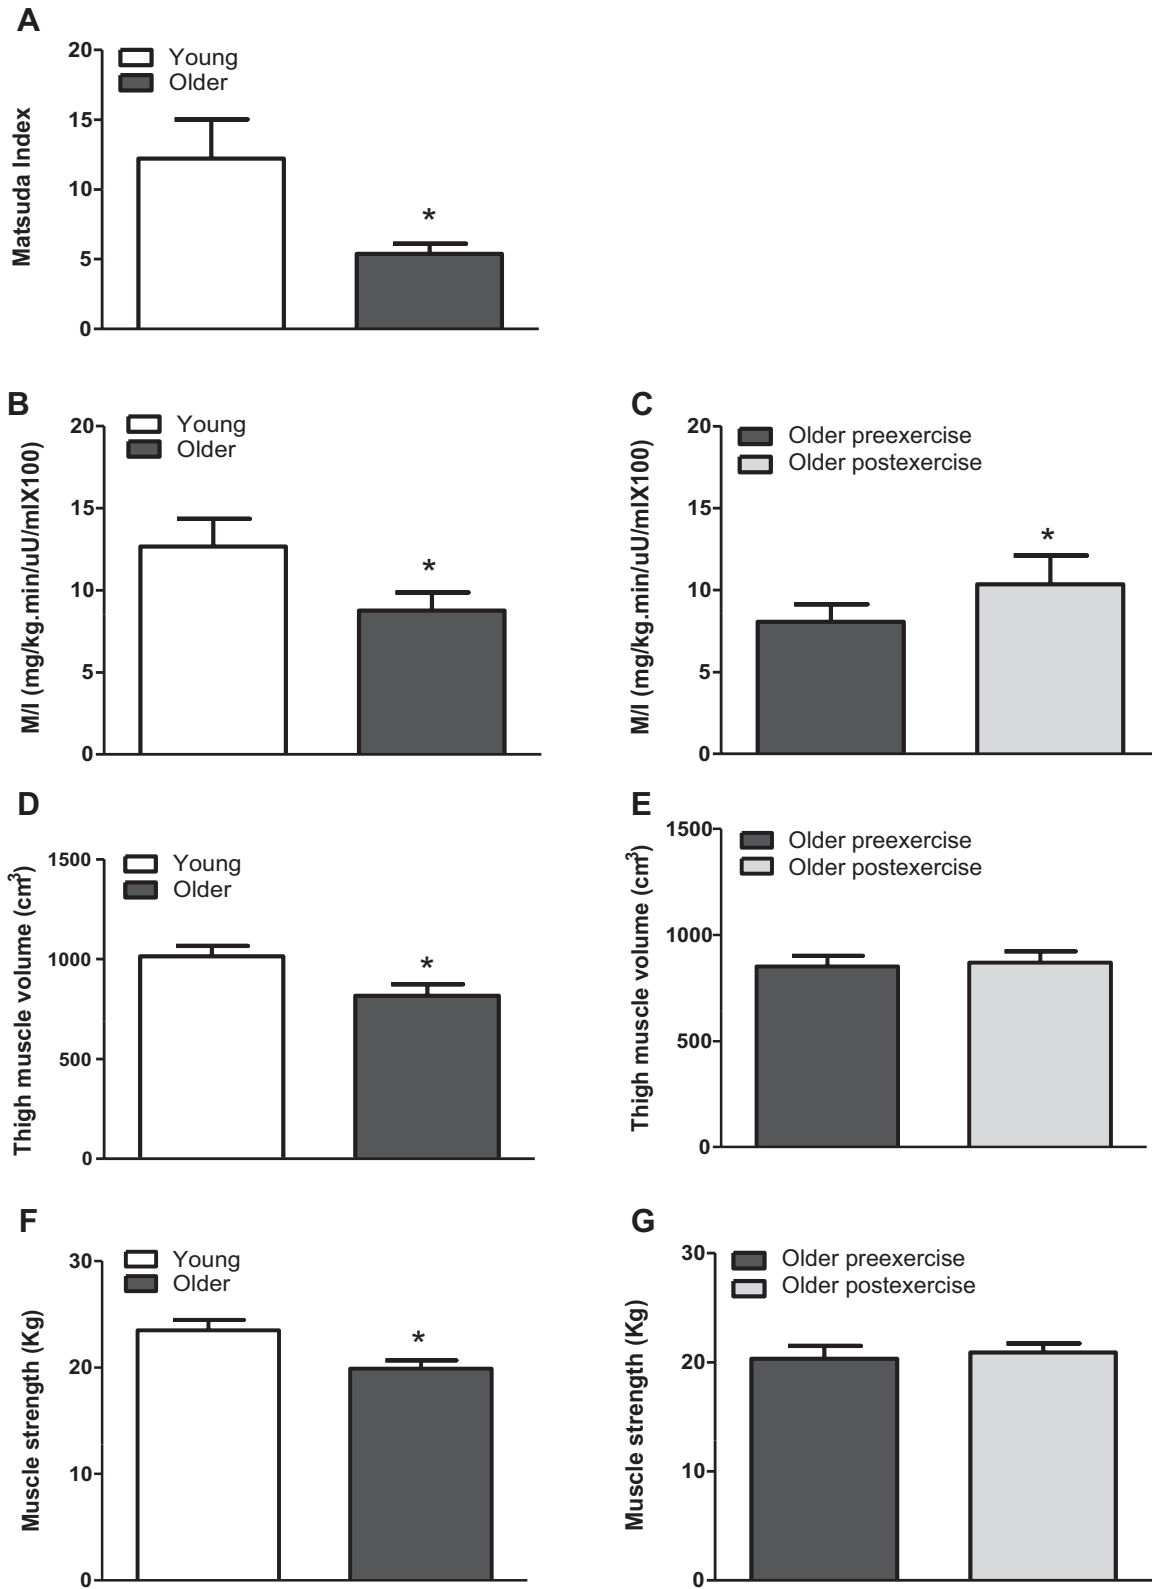 A
20
15
10
5
0
Matsuda Index
Young
Older
*
B
20
15
10
5
0
M/I (mg/kg.min/uU/mlX100)
Young
Older
*
C
20
15
10
5
0
M/I (mg/kg.min/uU/mlX100)
Older preexercise
Older postexercise
*
D
1500
1000
500
0
Thigh muscle volume (cm³)
Young
Older
*
E
1500
1000
500
0
Thigh muscle volume (cm³)
Older preexercise
Older postexercise
F
30
20
10
0
Muscle strength (Kg)
Young
Older
*
G
30
20
10
0
Muscle strength (Kg)
Older preexercise
Older postexercise